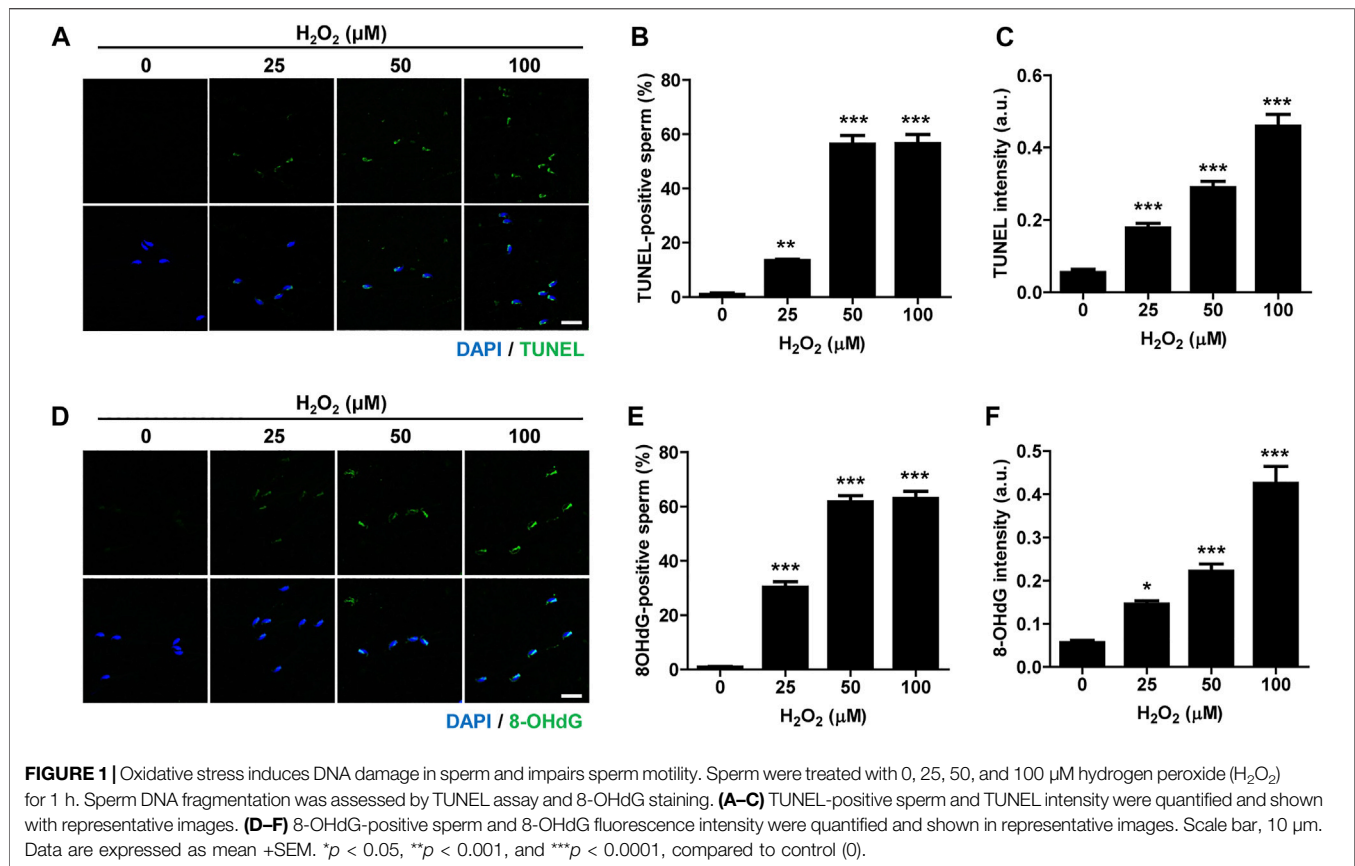 A
H₂O₂ (µM)
0 25 50 100
DAPI / TUNEL
B
TUNEL-positive sperm (%)
80
60
40
20
0
** *** ***
0 25 50 100
H₂O₂ (µM)
C
TUNEL intensity (a.u.)
0.6
0.4
0.2
0.0
*** *** ***
0 25 50 100
H₂O₂ (µM)
D
H₂O₂ (µM)
0 25 50 100
DAPI / 8-OHdG
E
8OHdG-positive sperm (%)
80
60
40
20
0
*** *** ***
0 25 50 100
H₂O₂ (µM)
F
8-OHdG intensity (a.u.)
0.5
0.4
0.3
0.2
0.1
0.0
* *** ***
0 25 50 100
H₂O₂ (µM)
FIGURE 1 | Oxidative stress induces DNA damage in sperm and impairs sperm motility. Sperm were treated with 0, 25, 50, and 100 µM hydrogen peroxide (H₂O₂)
for 1 h. Sperm DNA fragmentation was assessed by TUNEL assay and 8-OHdG staining. (A–C) TUNEL-positive sperm and TUNEL intensity were quantified and shown
with representative images. (D–F) 8-OHdG-positive sperm and 8-OHdG fluorescence intensity were quantified and shown in representative images. Scale bar, 10 µm.
Data are expressed as mean +SEM. *p < 0.05, **p < 0.001, and ***p < 0.0001, compared to control (0).